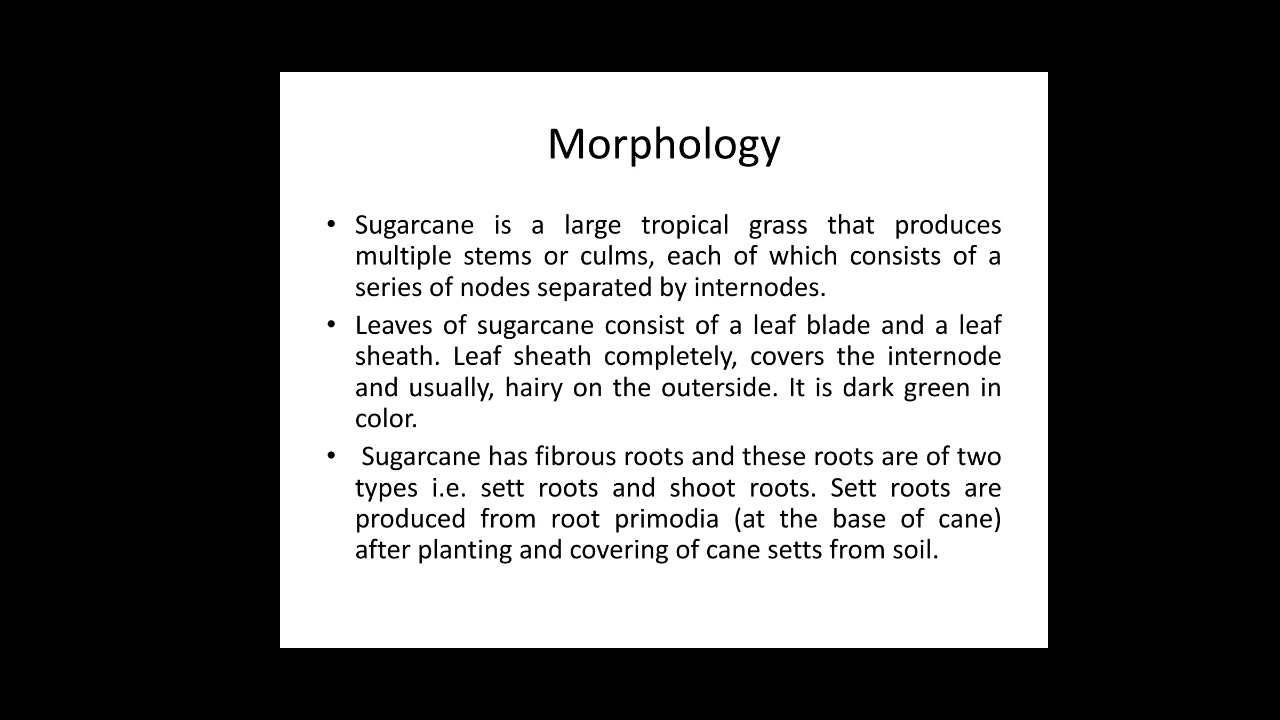 Morphology
• Sugarcane is a large tropical grass that produces
multiple stems or culms, each of which consists of a
series of nodes separated by internodes.
• Leaves of sugarcane consist of a leaf blade and a leaf
sheath. Leaf sheath completely, covers the internode
and usually, hairy on the outerside. It is dark green in
color.
• Sugarcane has fibrous roots and these roots are of two
types i.e. sett roots and shoot roots. Sett roots are
produced from root primodia (at the base of cane)
after planting and covering of cane setts from soil.